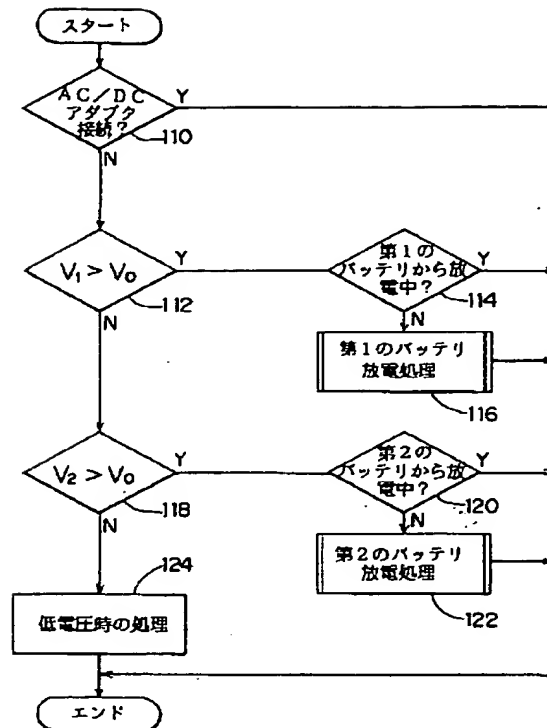 スタート
AC/DC
アダプタ
接続?
Y
110
N
V1 > V0
Y
112
N
第1の
バッテリから放
電中?
Y
114
N
第1のバッテリ
放電処理
116
V2 > V0
Y
118
N
第2の
バッテリから放
電中?
Y
120
N
第2のバッテリ
放電処理
122
124
低電圧時の処理
エンド